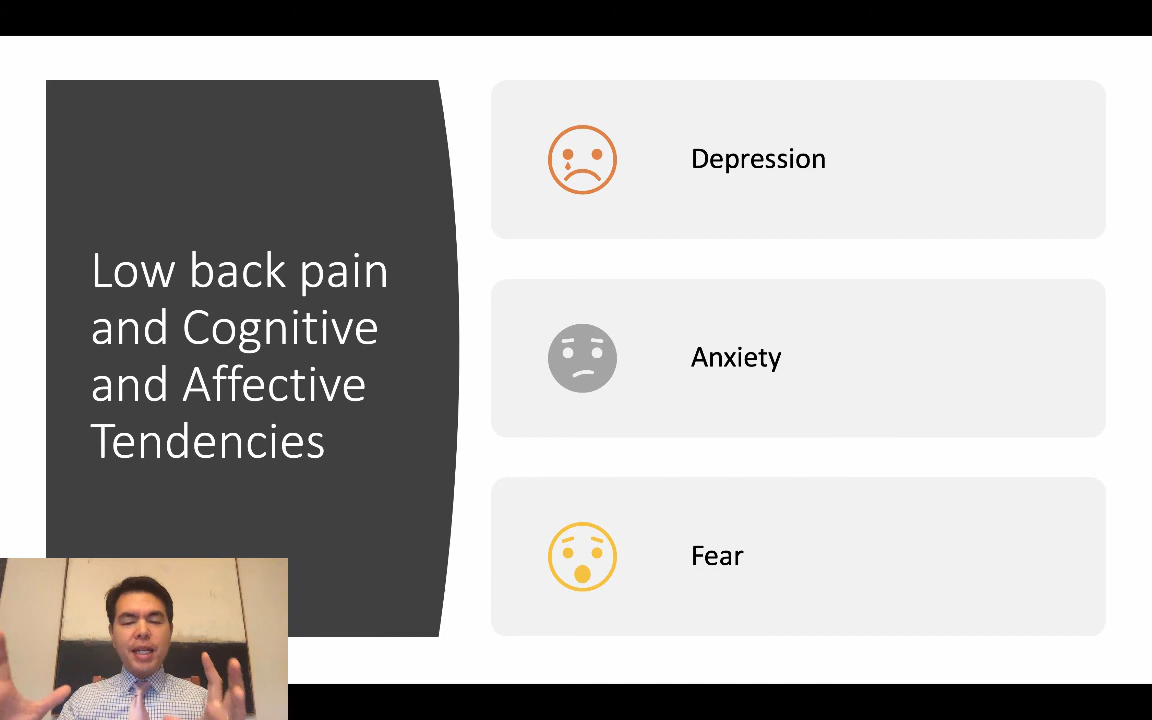 Low back pain
and Cognitive
and Affective
Tendencies
Depression
Anxiety
Fear